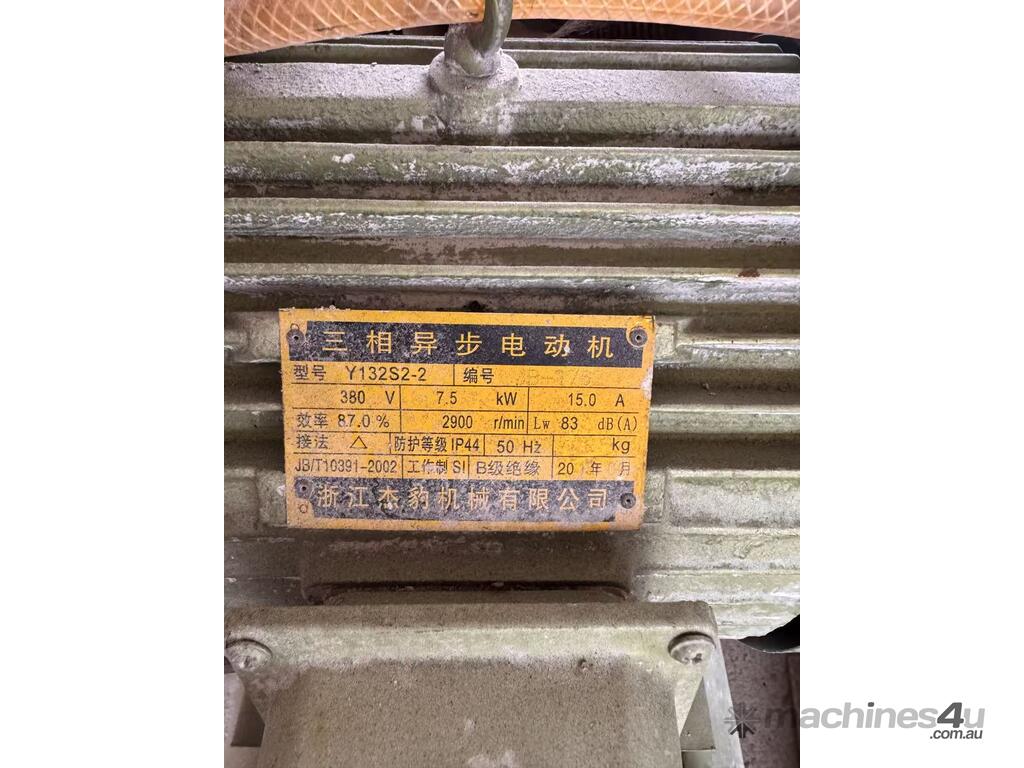 三相异步电动机
型号 Y132S2-2 编号
380 V 7.5 kW 15.0 A
效率 87.0 % 2900 r/min Lw 83 dB(A)
接法 △ 防护等级 IP44 50 Hz kg
JB/T10391-2002 工作制 SI B级绝缘 20 年 月
浙江杰豹机械有限公司
machines4u
.com.au